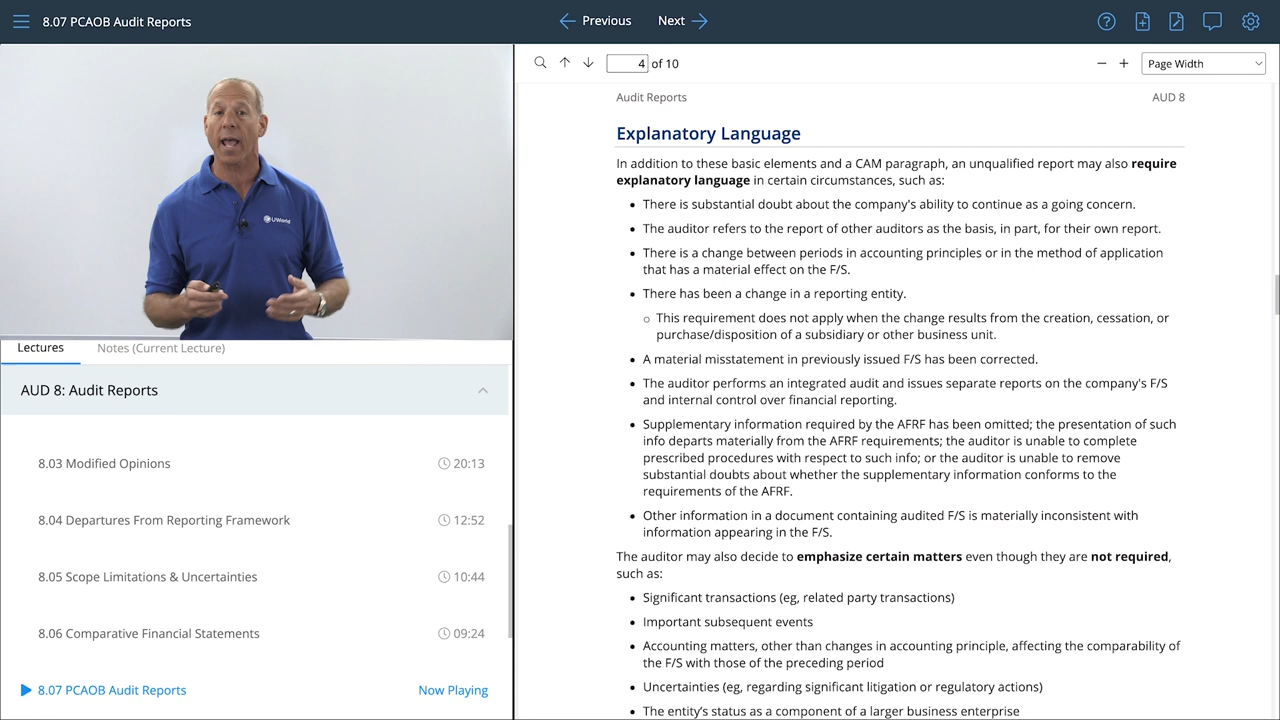 8.07 PCAOB Audit Reports
Previous
Next
4 of 10
Page Width
UWorld
Lectures
Notes (Current Lecture)
AUD 8: Audit Reports
8.03 Modified Opinions
20:13
8.04 Departures From Reporting Framework
12:52
8.05 Scope Limitations & Uncertainties
10:44
8.06 Comparative Financial Statements
09:24
8.07 PCAOB Audit Reports
Now Playing
Audit Reports
AUD 8
Explanatory Language
In addition to these basic elements and a CAM paragraph, an unqualified report may also require
explanatory language in certain circumstances, such as:
• There is substantial doubt about the company's ability to continue as a going concern.
• The auditor refers to the report of other auditors as the basis, in part, for their own report.
• There is a change between periods in accounting principles or in the method of application
that has a material effect on the F/S.
• There has been a change in a reporting entity.
○ This requirement does not apply when the change results from the creation, cessation, or
purchase/disposition of a subsidiary or other business unit.
• A material misstatement in previously issued F/S has been corrected.
• The auditor performs an integrated audit and issues separate reports on the company's F/S
and internal control over financial reporting.
• Supplementary information required by the AFRF has been omitted; the presentation of such
info departs materially from the AFRF requirements; the auditor is unable to complete
prescribed procedures with respect to such info; or the auditor is unable to remove
substantial doubts about whether the supplementary information conforms to the
requirements of the AFRF.
• Other information in a document containing audited F/S is materially inconsistent with
information appearing in the F/S.
The auditor may also decide to emphasize certain matters even though they are not required,
such as:
• Significant transactions (eg, related party transactions)
• Important subsequent events
• Accounting matters, other than changes in accounting principle, affecting the comparability of
the F/S with those of the preceding period
• Uncertainties (eg, regarding significant litigation or regulatory actions)
• The entity's status as a component of a larger business enterprise